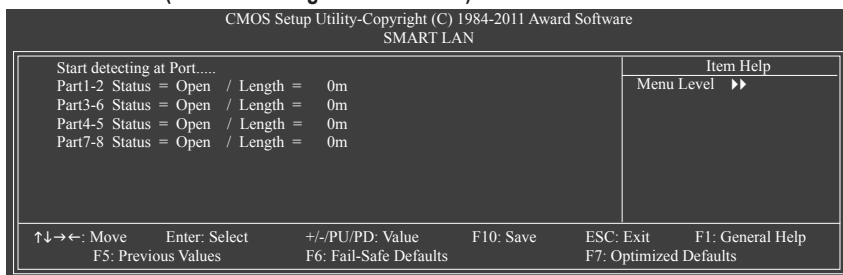 CMOS Setup Utility-Copyright (C) 1984-2011 Award Software
SMART LAN
Start detecting at Port.....
Part1-2 Status = Open / Length = 0m
Part3-6 Status = Open / Length = 0m
Part4-5 Status = Open / Length = 0m
Part7-8 Status = Open / Length = 0m
Item Help
Menu Level ▶▶
↑↓→←: Move Enter: Select +/-/PU/PD: Value F10: Save ESC: Exit F1: General Help
F5: Previous Values F6: Fail-Safe Defaults F7: Optimized Defaults